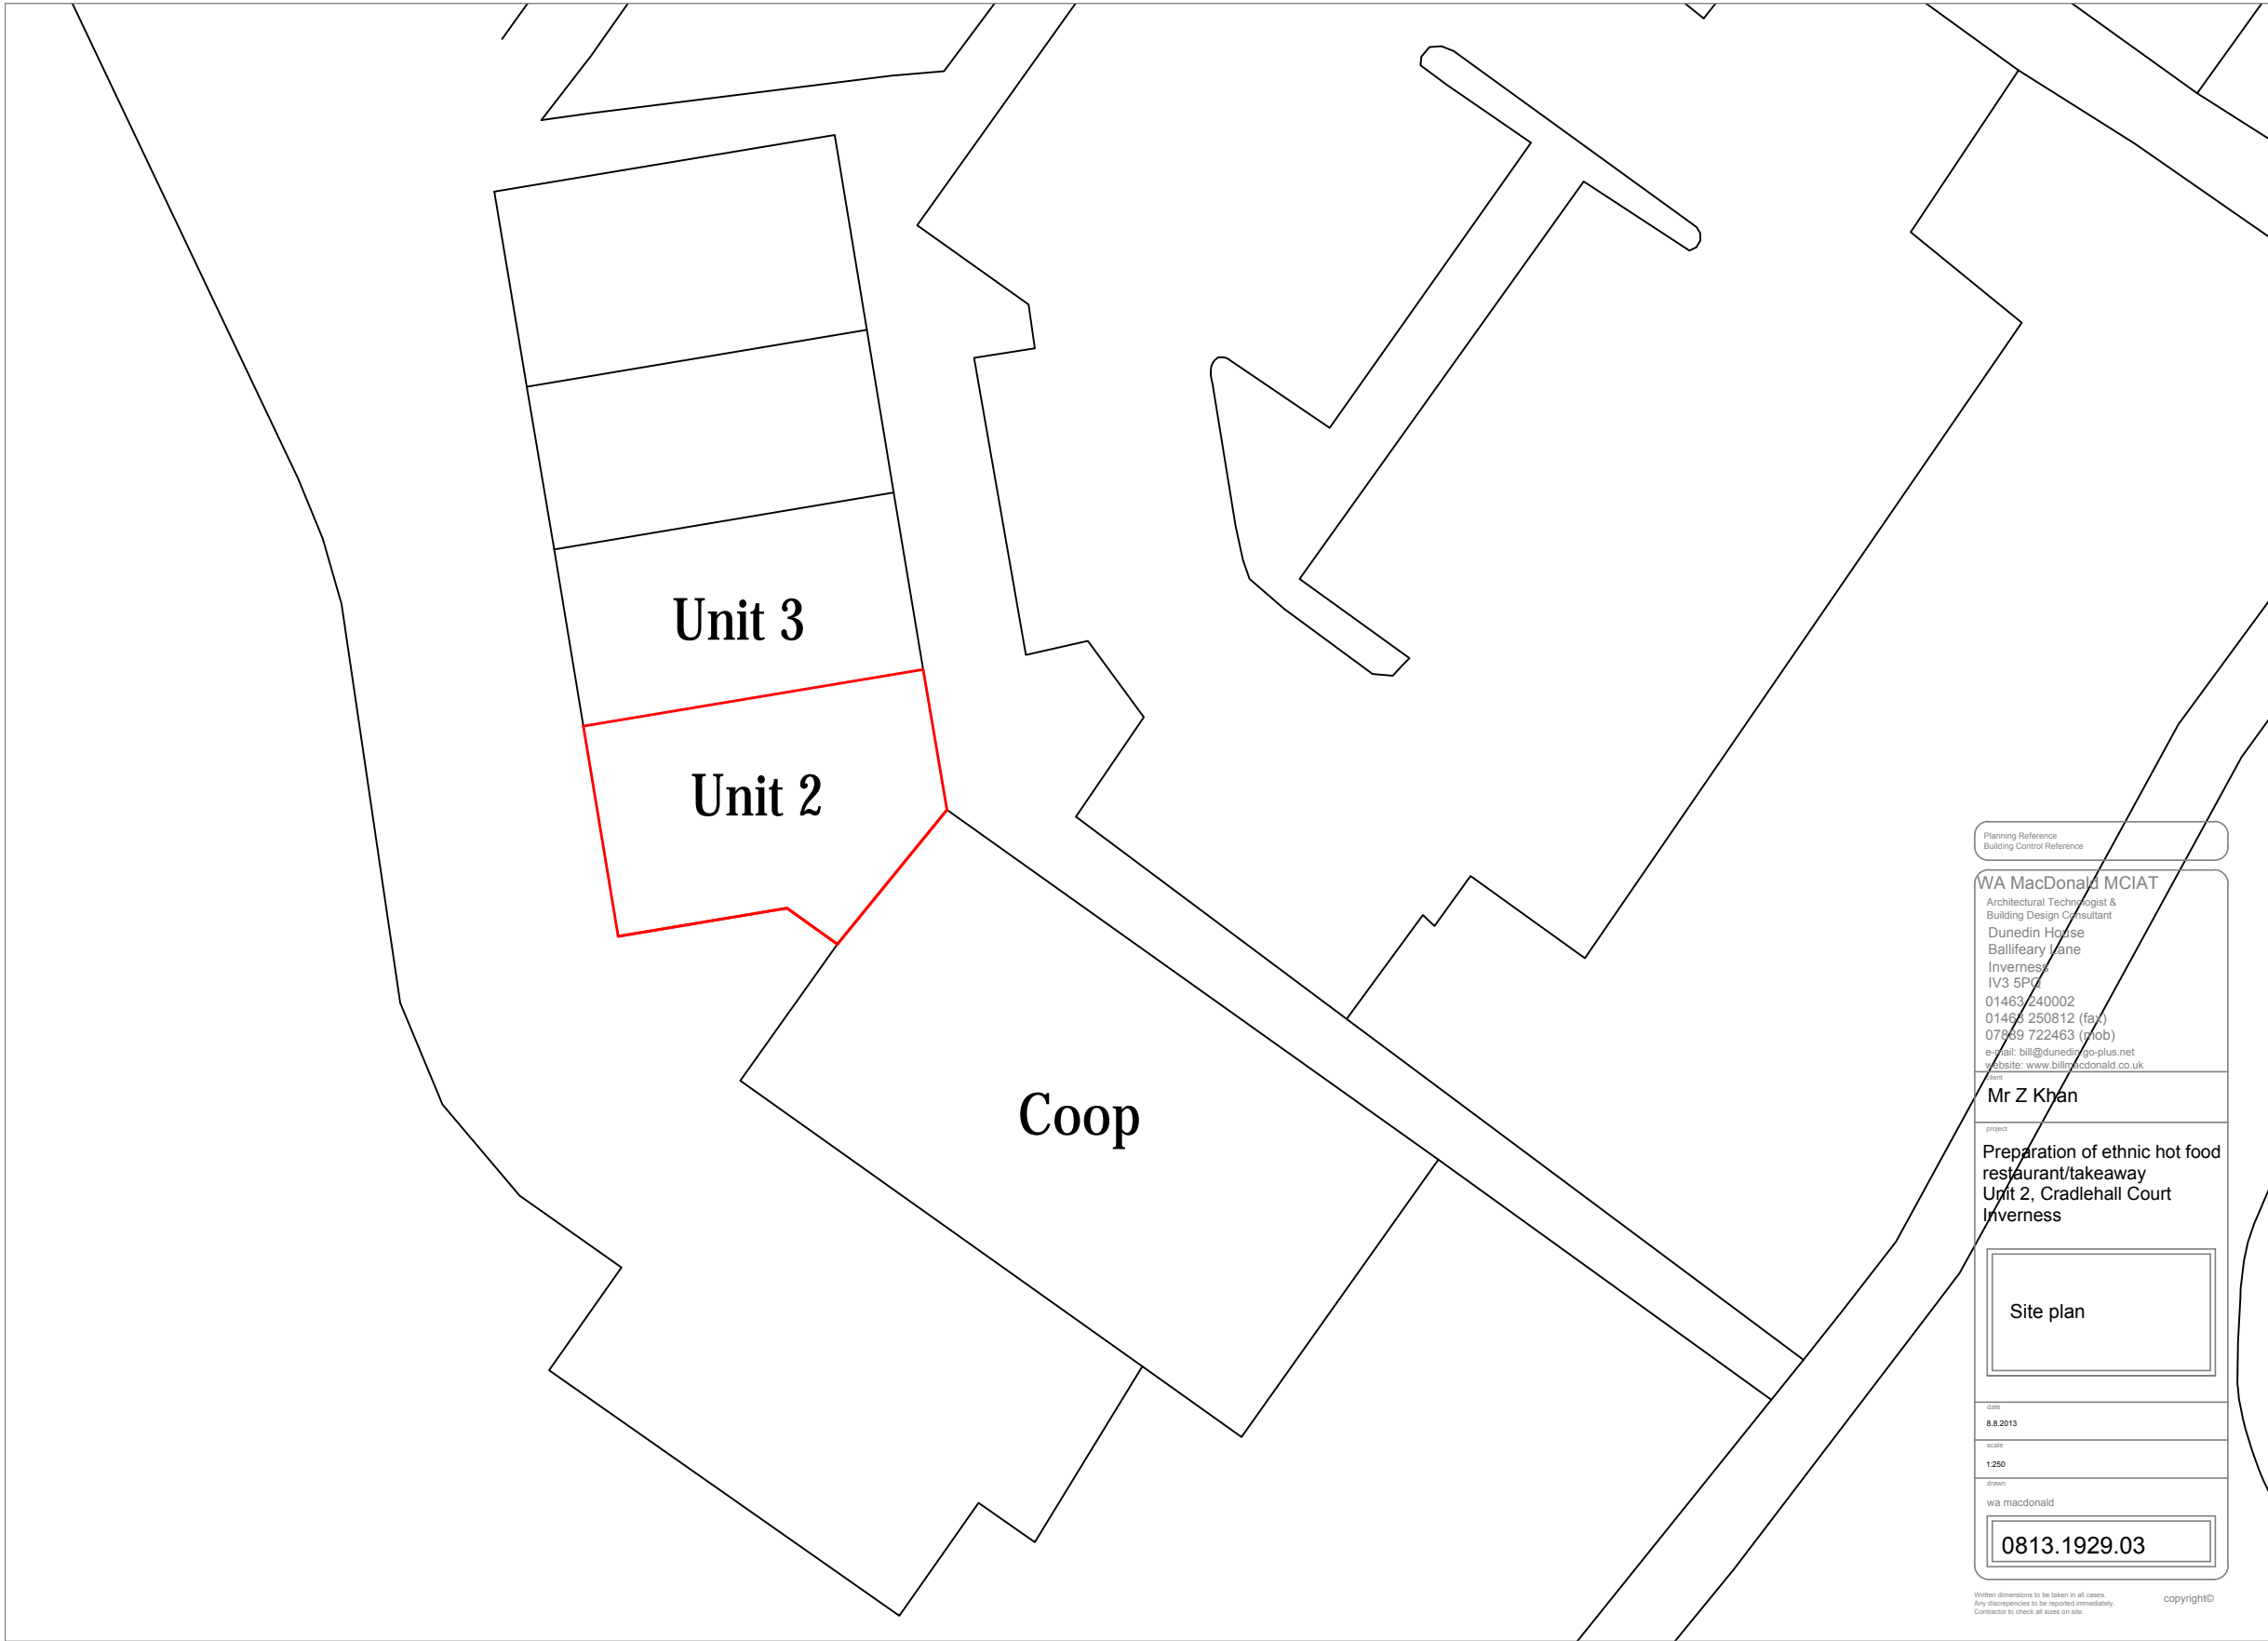 Unit 3
Unit 2
Coop
Planning Reference
Building Control Reference
WA MacDonald MCIAT
Architectural Technologist &
Building Design Consultant
Dunedin House
Ballifeary Lane
Inverness
IV3 5PQ
01463 240002
01463 250812 (fax)
07889 722463 (mob)
e-mail: bill@dunedin.go-plus.net
website: www.billmacdonald.co.uk
client
Mr Z Khan
project
Preparation of ethnic hot food
restaurant/takeaway
Unit 2, Cradlehall Court
Inverness
Site plan
date
8.8.2013
scale
1:250
drawn
wa macdonald
0813.1929.03
Written dimensions to be taken in all cases.
Any discrepencies to be reported immediately.
Contractor to check all sizes on site.
copyright©